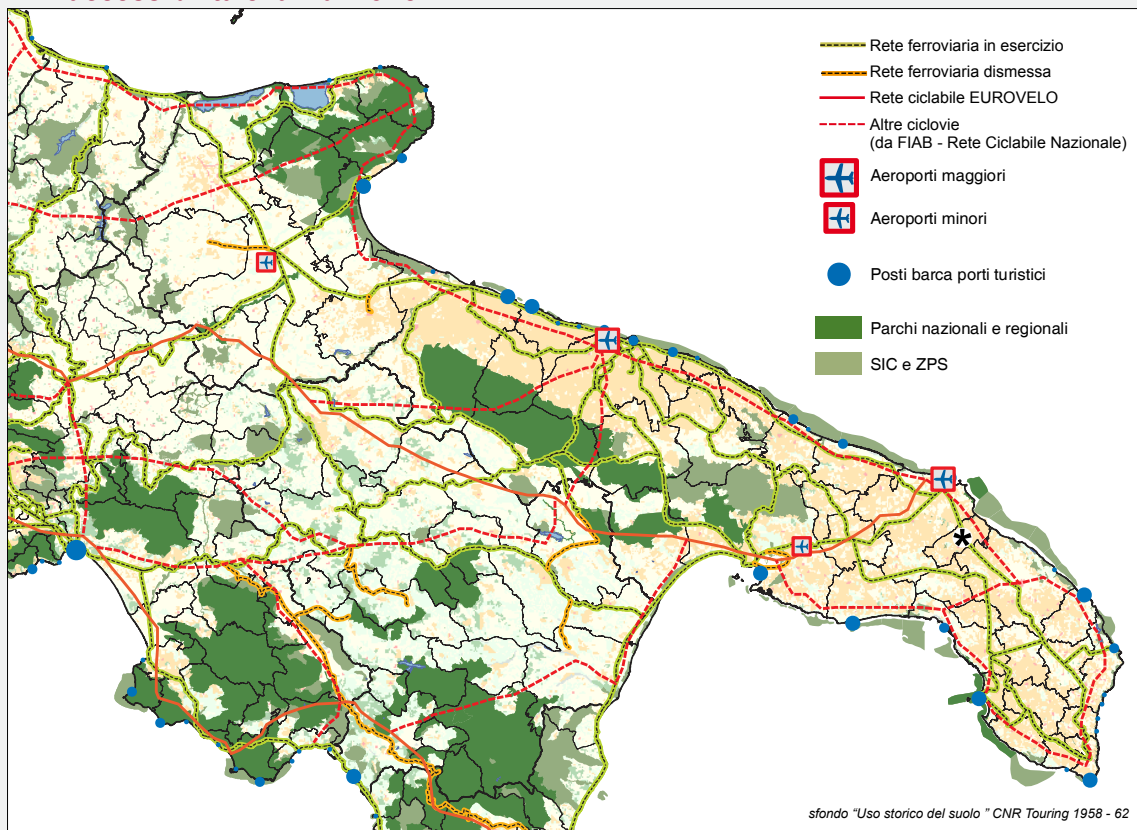 Rete ferroviaria in esercizio
Rete ferroviaria dismessa
Rete ciclabile EUROVELO
Altre ciclovie
(da FIAB - Rete Ciclabile Nazionale)
Aeroporti maggiori
Aeroporti minori
Posti barca porti turistici
Parchi nazionali e regionali
SIC e ZPS
*
sfondo "Uso storico del suolo " CNR Touring 1958 - 62